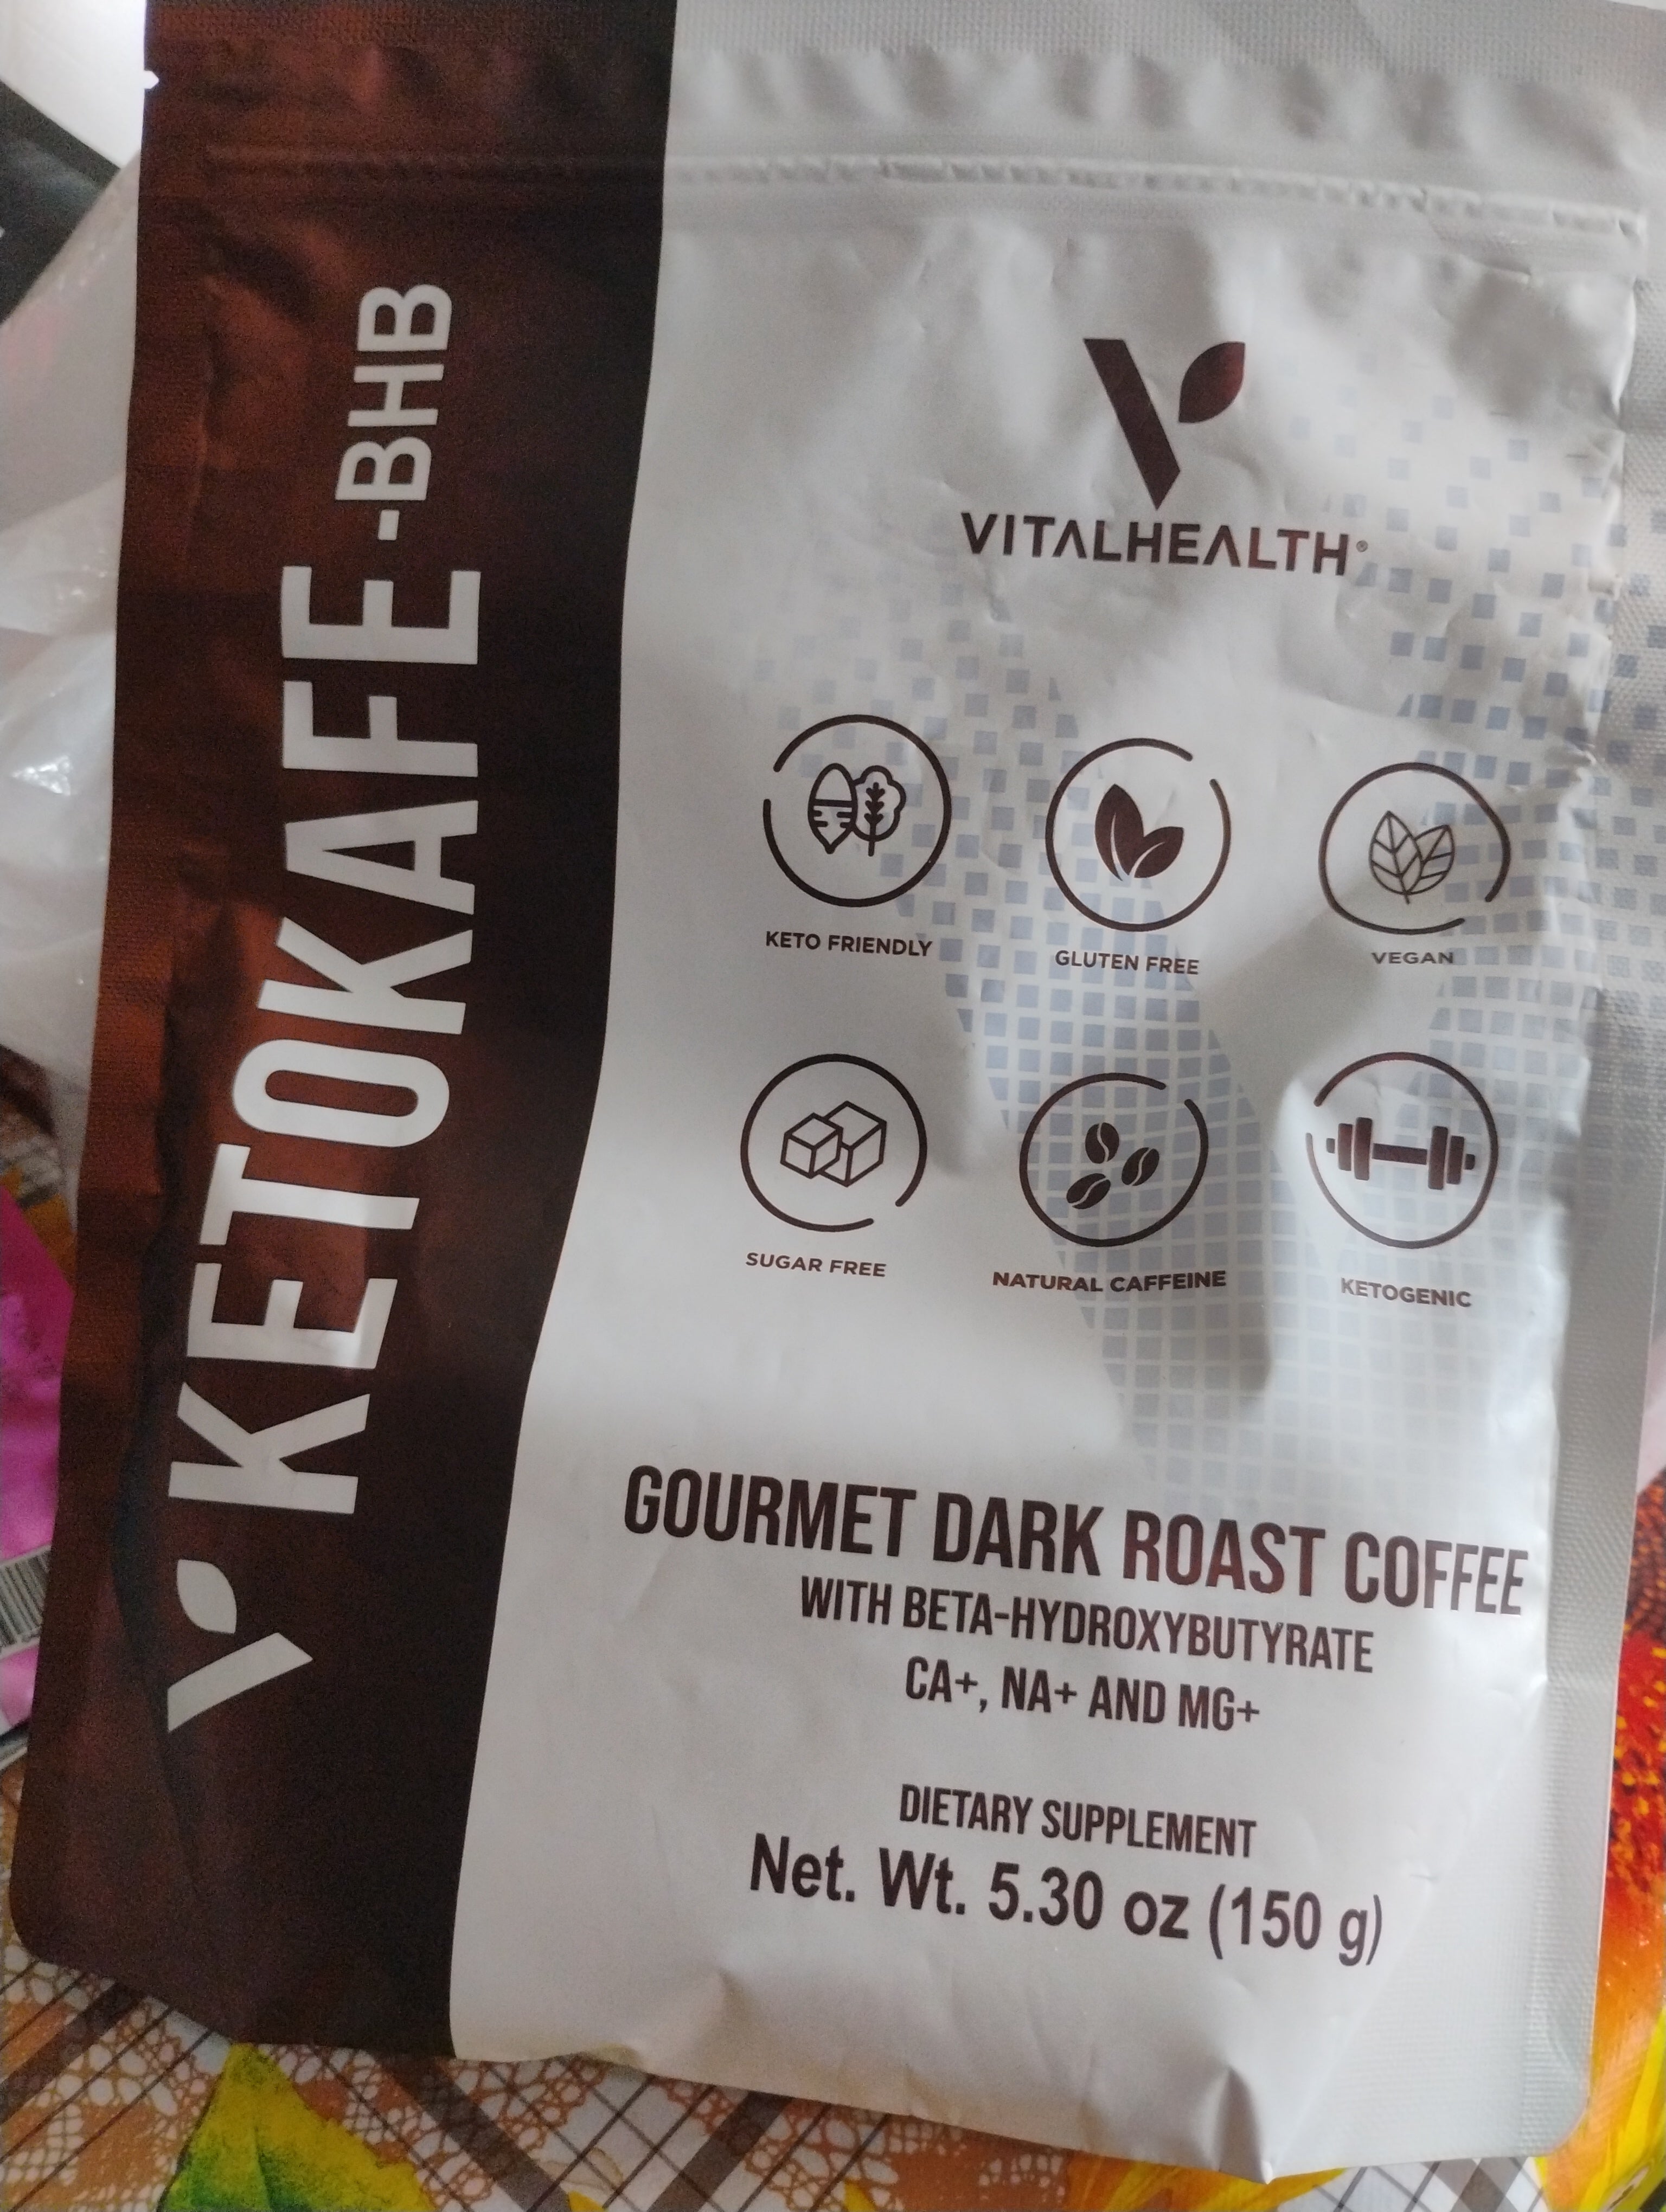 KETOKAFE-BHB
VITALHEALTH®
KETO FRIENDLY
GLUTEN FREE
VEGAN
SUGAR FREE
NATURAL CAFFEINE
KETOGENIC
GOURMET DARK ROAST COFFEE
WITH BETA-HYDROXYBUTYRATE
CA+, NA+ AND MG+
DIETARY SUPPLEMENT
Net. Wt. 5.30 oz (150 g)